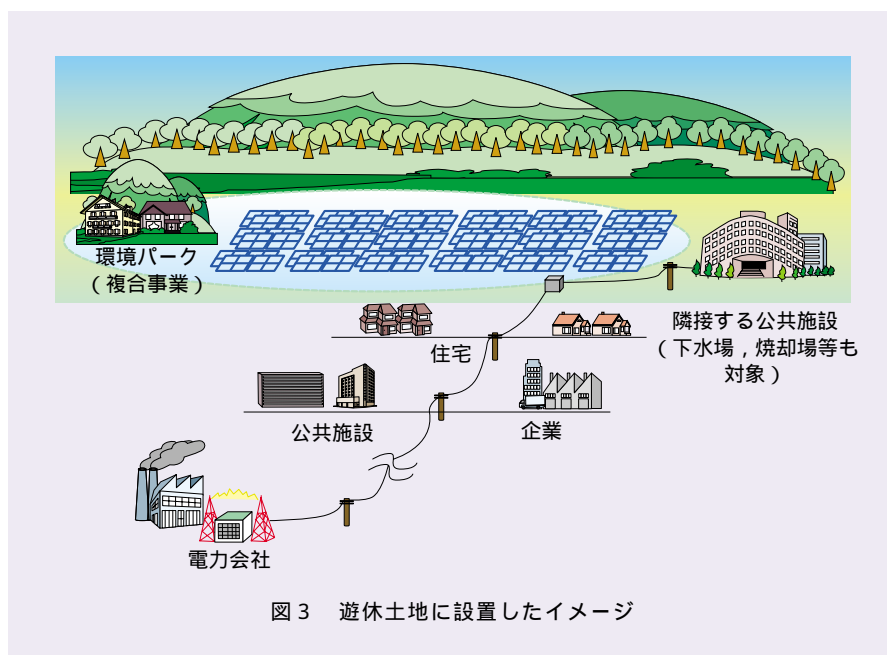 環境パーク
（複合事業）
隣接する公共施設
（下水場，焼却場等も
対象）
住宅
公共施設
企業
電力会社
図３　遊休土地に設置したイメージ